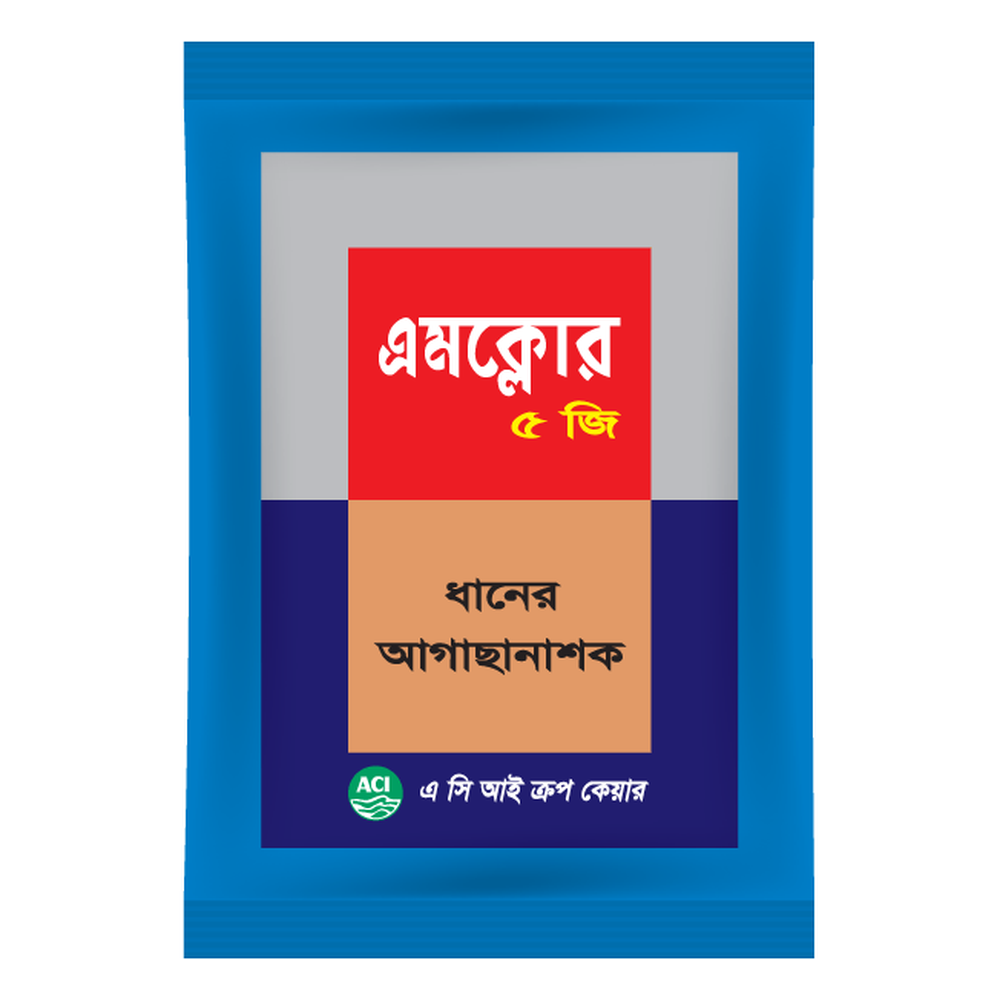 এমক্লোর
৫ জি
ধানের
আগাছানাশক
ACI এ সি আই ক্রপ কেয়ার